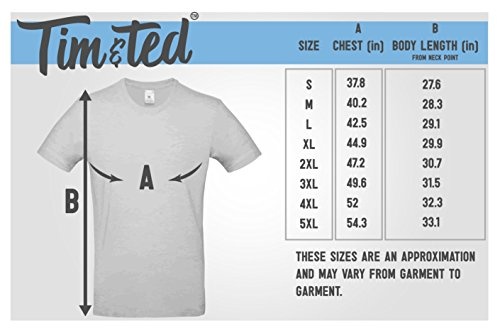 Tim & Ted™
A B
SIZE CHEST (in) BODY LENGTH (in)
FROM NECK POINT
S 37.8 27.6
M 40.2 28.3
L 42.5 29.1
XL 44.9 29.9
2XL 47.2 30.7
3XL 49.6 31.5
4XL 52 32.3
5XL 54.3 33.1
A
B
THESE SIZES ARE AN APPROXIMATION
AND MAY VARY FROM GARMENT TO
GARMENT.